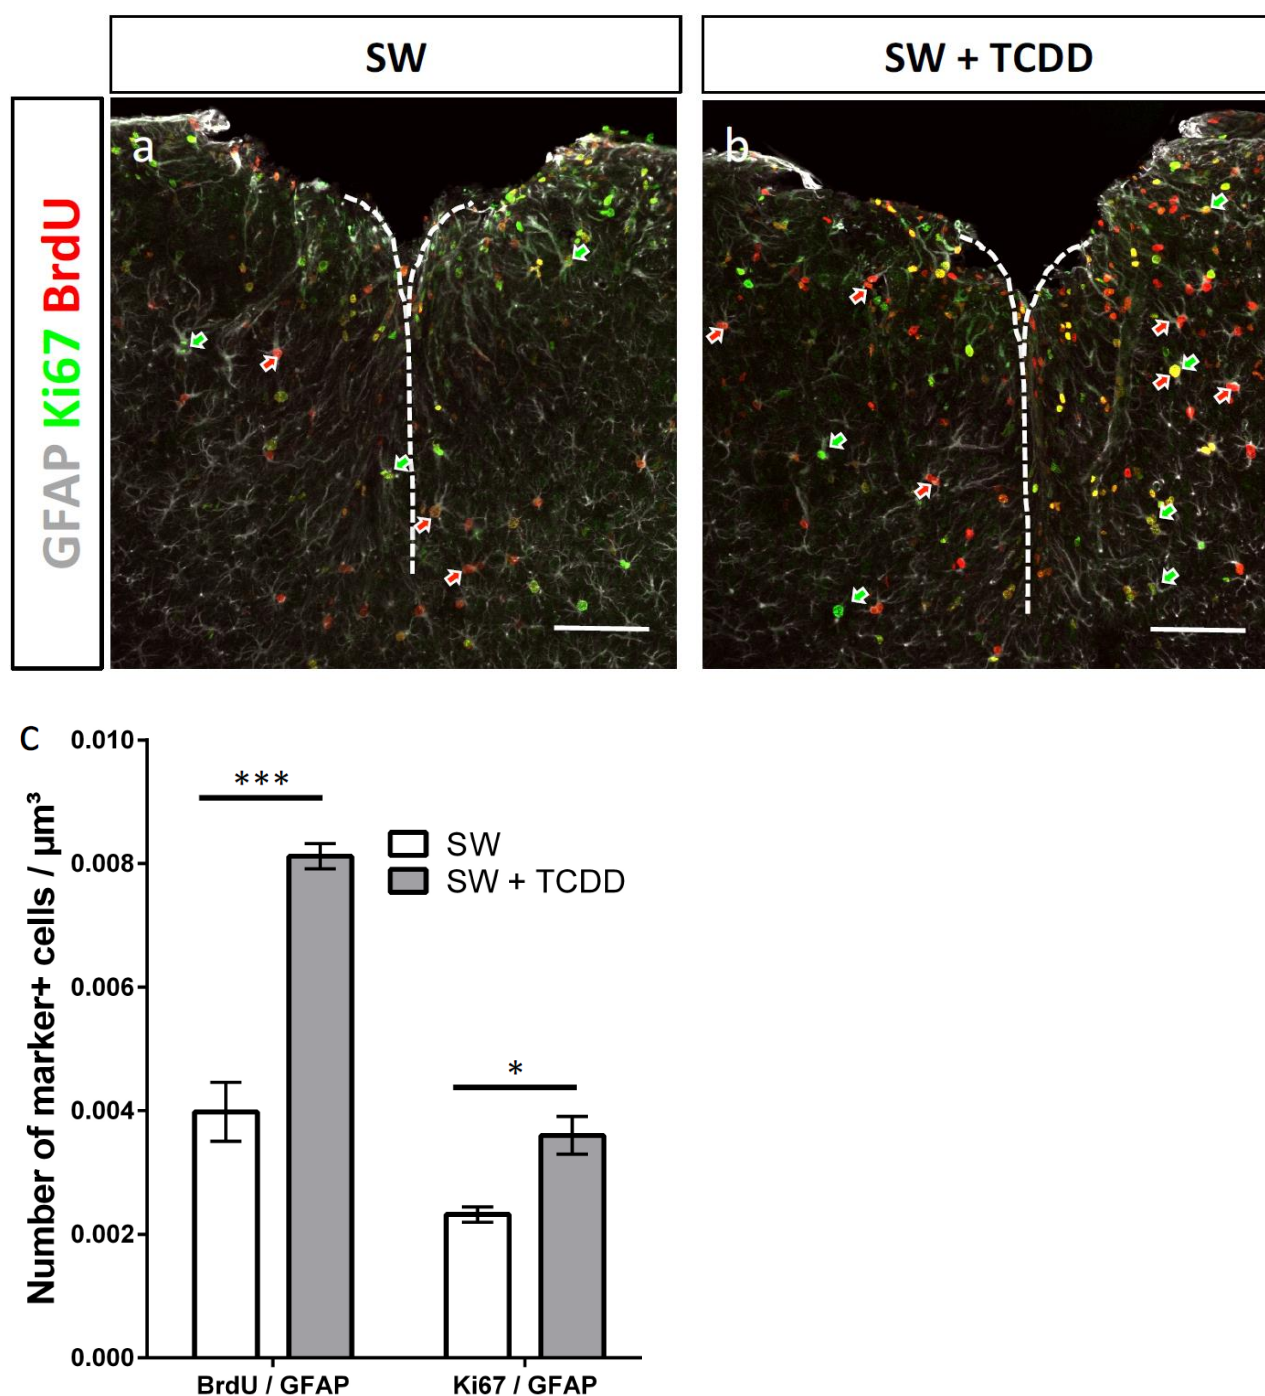 SW
SW + TCDD
GFAP Ki67 BrdU
a
b
c
0.010
0.008
0.006
0.004
0.002
0.000
Number of marker+ cells / µm³
***
*
SW
SW + TCDD
BrdU / GFAP
Ki67 / GFAP